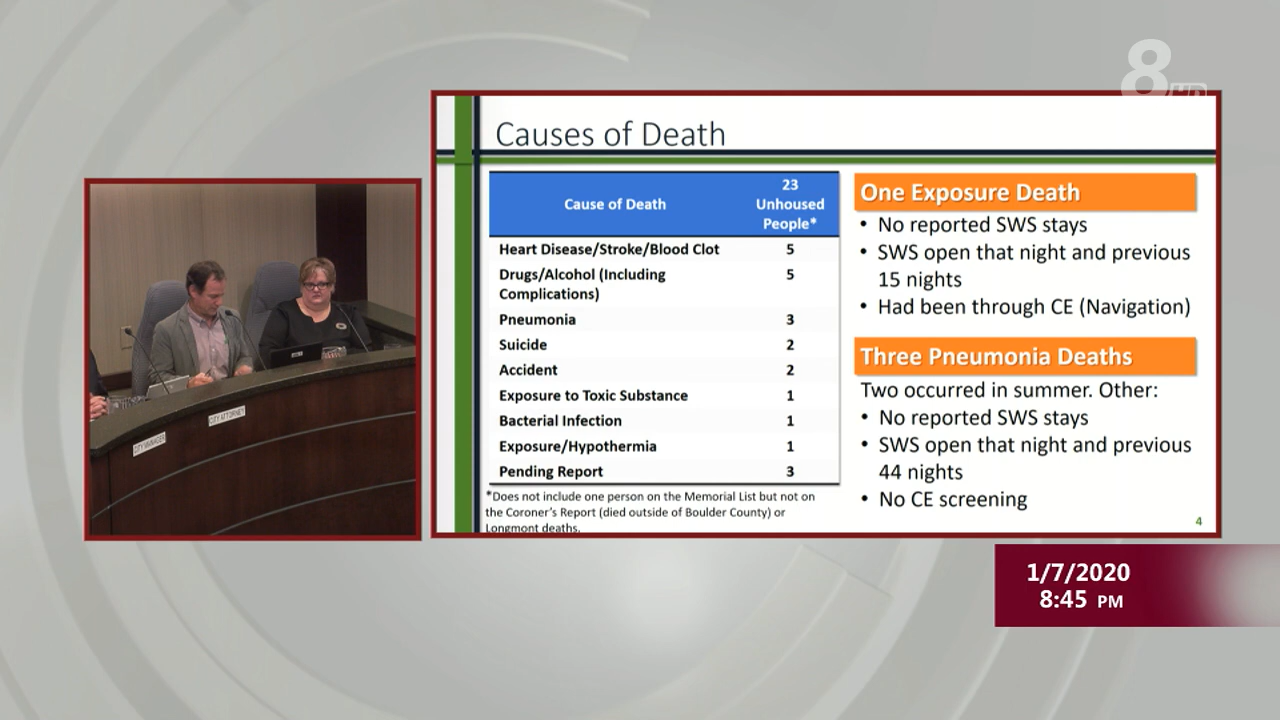 8
HD
Causes of Death
Cause of Death
23
Unhoused
People*
Heart Disease/Stroke/Blood Clot 5
Drugs/Alcohol (Including 5
Complications)
Pneumonia 3
Suicide 2
Accident 2
Exposure to Toxic Substance 1
Bacterial Infection 1
Exposure/Hypothermia 1
Pending Report 3
*Does not include one person on the Memorial List but not on
the Coroner's Report (died outside of Boulder County) or
Longmont deaths.
One Exposure Death
• No reported SWS stays
• SWS open that night and previous
15 nights
• Had been through CE (Navigation)
Three Pneumonia Deaths
Two occurred in summer. Other:
• No reported SWS stays
• SWS open that night and previous
44 nights
• No CE screening
4
CITY MANAGER
CITY ATTORNEY
1/7/2020
8:45 PM